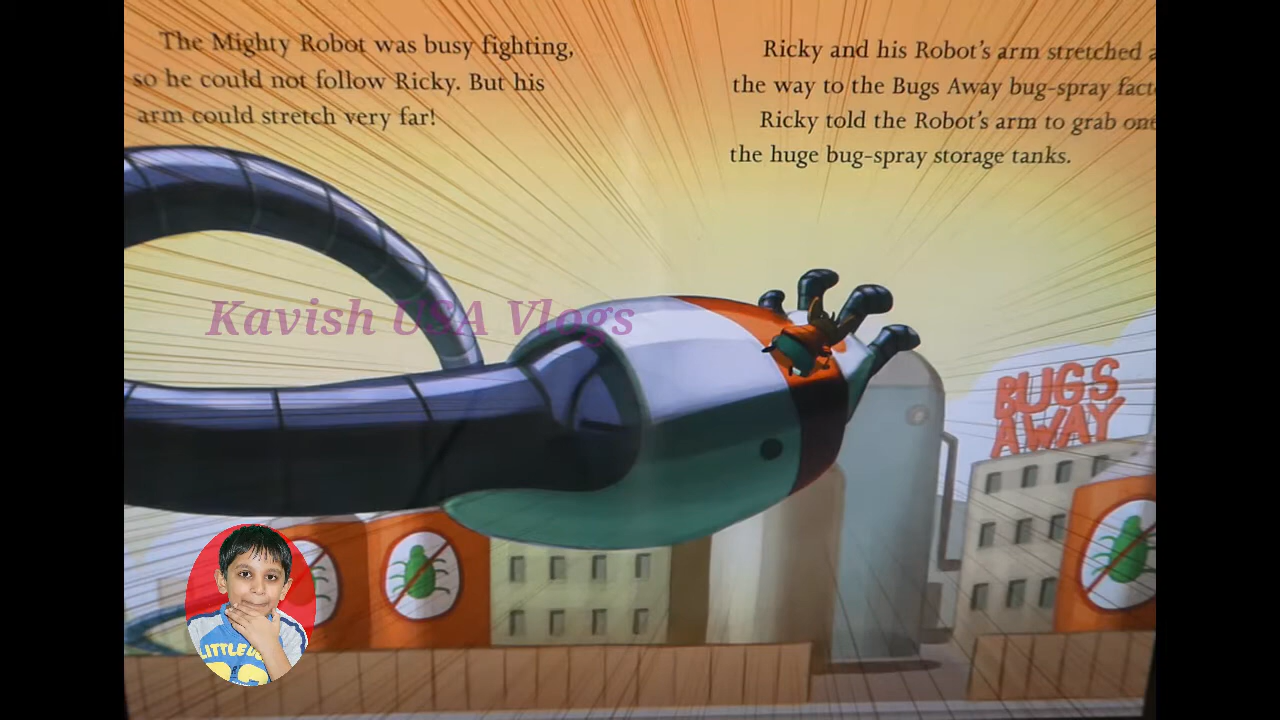 The Mighty Robot was busy fighting,
so he could not follow Ricky. But his
arm could stretch very far!
Ricky and his Robot's arm stretched
the way to the Bugs Away bug-spray
Ricky told the Robot's arm to grab
the huge bug-spray storage tanks.
Kavish USA Vlogs
BUGS
AWAY